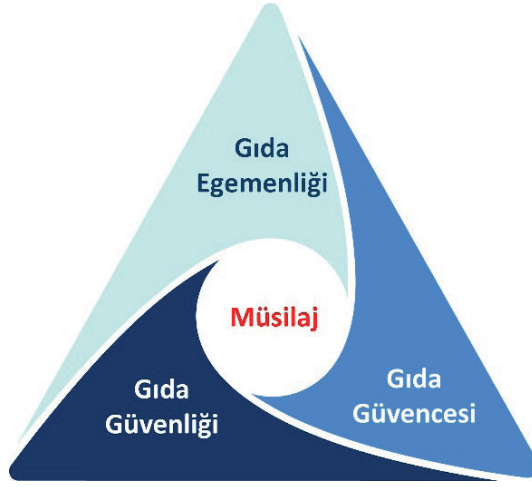 Gıda
Egemenliği
Müsilaj
Gıda
Güvenliği
Gıda
Güvencesi